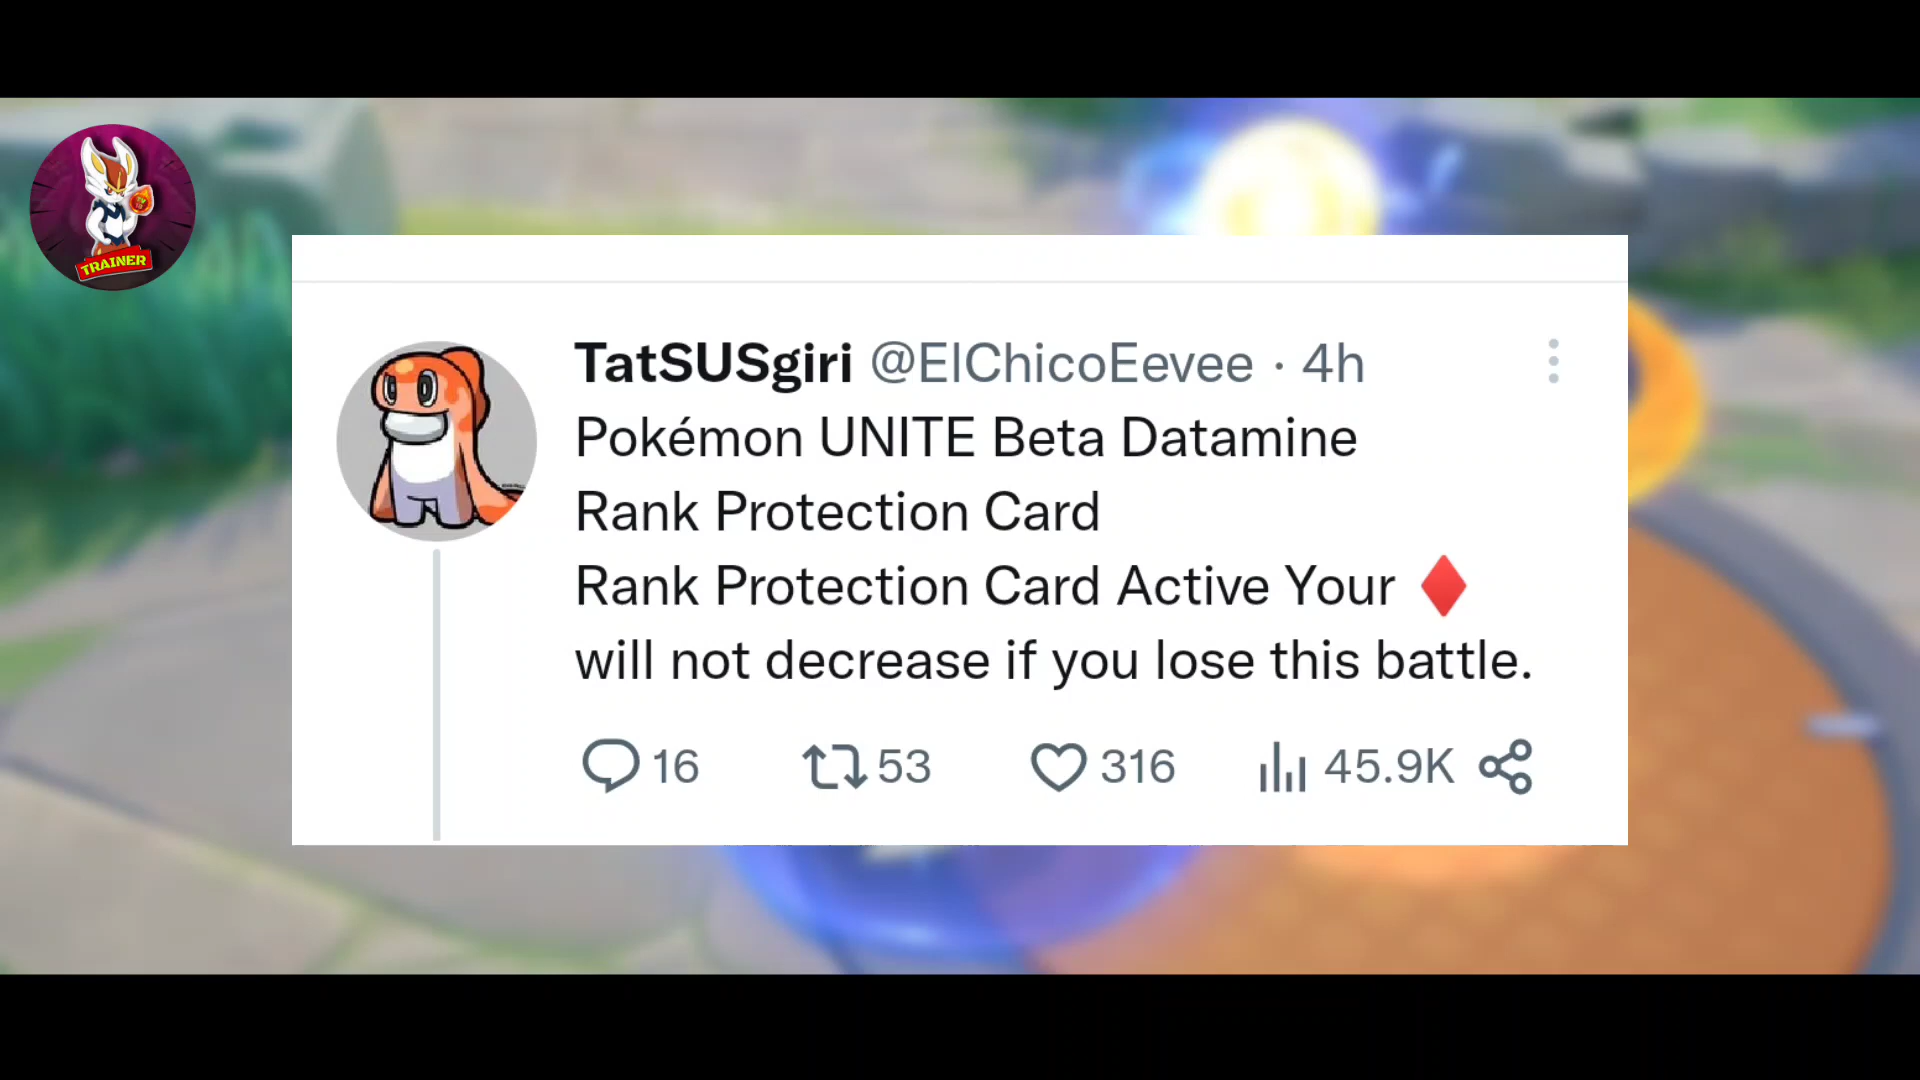 TRAINER
TatSUSgiri @ElChicoEevee · 4h
Pokémon UNITE Beta Datamine
Rank Protection Card
Rank Protection Card Active Your ♦️
will not decrease if you lose this battle.
16 53 316 45.9K